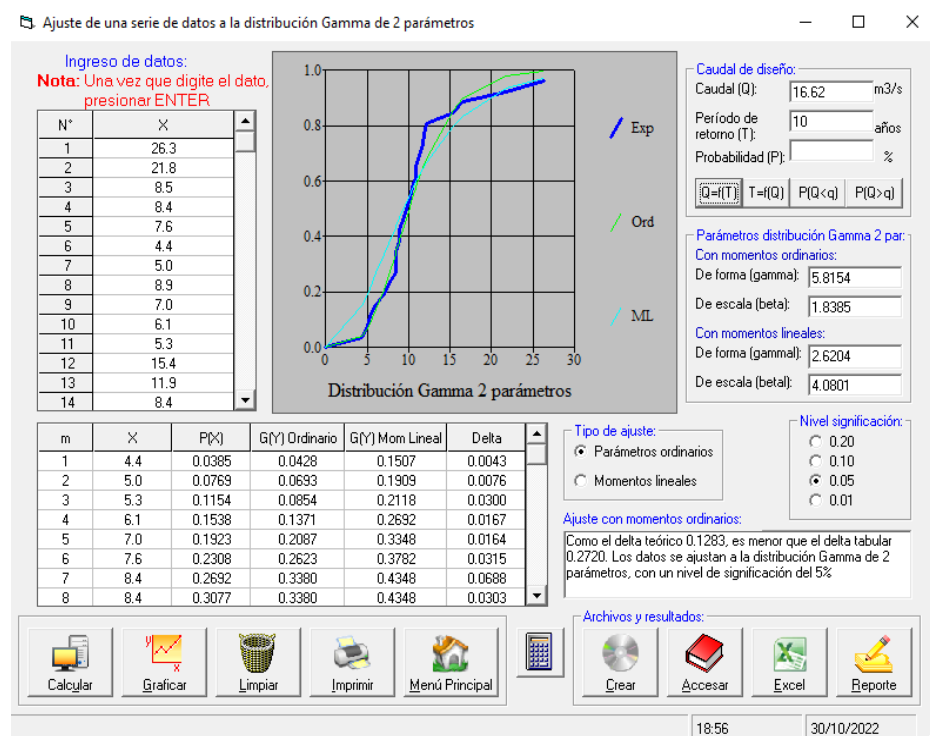 Ajuste de una serie de datos a la distribución Gamma de 2 parámetros
Ingreso de datos:
Nota: Una vez que digite el dato,
presionar ENTER
N° X
1 26.3
2 21.8
3 8.5
4 8.4
5 7.6
6 4.4
7 5.0
8 8.9
9 7.0
10 6.1
11 5.3
12 15.4
13 11.9
14 8.4
1.0
0.8
0.6
0.4
0.2
0.0
0 5 10 15 20 25 30
Distribución Gamma 2 parámetros
Exp
Ord
ML
Caudal de diseño:
Caudal (Q): 16.62 m3/s
Período de
retorno (T): 10 años
Probabilidad (P): %
Q=f(T) T=f(Q) P(Q<q) P(Q>q)
Parámetros distribución Gamma 2 par:
Con momentos ordinarios:
De forma (gamma): 5.8154
De escala (beta): 1.8385
Con momentos lineales:
De forma (gammal): 2.6204
De escala (betal): 4.0801
m X P(X) G(Y) Ordinario G(Y) Mom Lineal Delta
1 4.4 0.0385 0.0428 0.1507 0.0043
2 5.0 0.0769 0.0693 0.1909 0.0076
3 5.3 0.1154 0.0854 0.2118 0.0300
4 6.1 0.1538 0.1371 0.2692 0.0167
5 7.0 0.1923 0.2087 0.3348 0.0164
6 7.6 0.2308 0.2623 0.3782 0.0315
7 8.4 0.2692 0.3380 0.4348 0.0688
8 8.4 0.3077 0.3380 0.4348 0.0303
Tipo de ajuste:
Parámetros ordinarios
Momentos lineales
Nivel significación:
0.20
0.10
0.05
0.01
Ajuste con momentos ordinarios:
Como el delta teórico 0.1283, es menor que el delta tabular
0.2720. Los datos se ajustan a la distribución Gamma de 2
parámetros, con un nivel de significación del 5%
Calcular Graficar Limpiar Imprimir Menú Principal
Archivos y resultados:
Crear Accesar Excel Reporte
18:56 30/10/2022